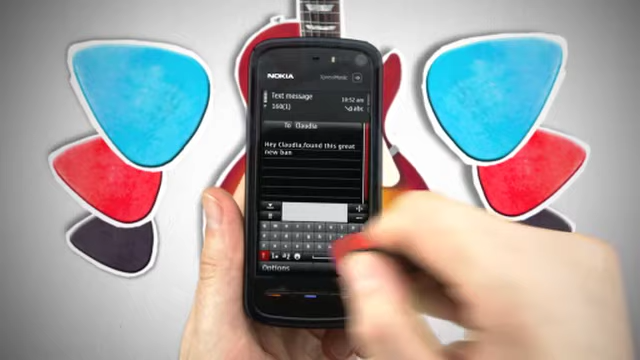 NOKIA
XpressMusic
Text message
10:52 am
160(1)
abc
To Claudia
Hey Claudia,found this great
new ban
Options